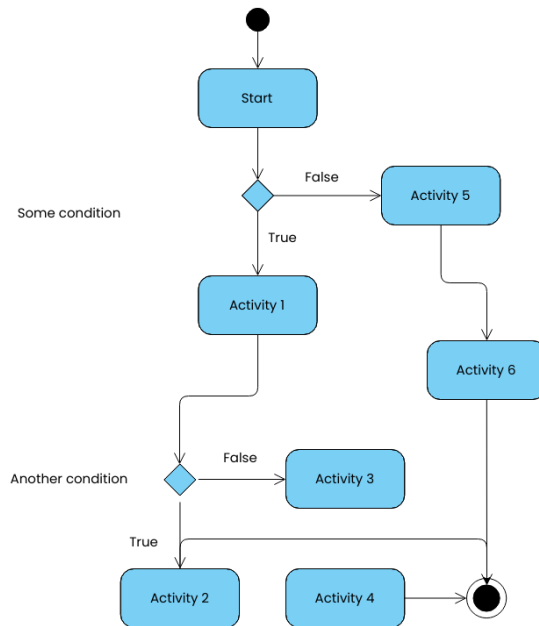 Start
False
Activity 5
Some condition
True
Activity 1
Activity 6
False
Another condition
Activity 3
True
Activity 2
Activity 4